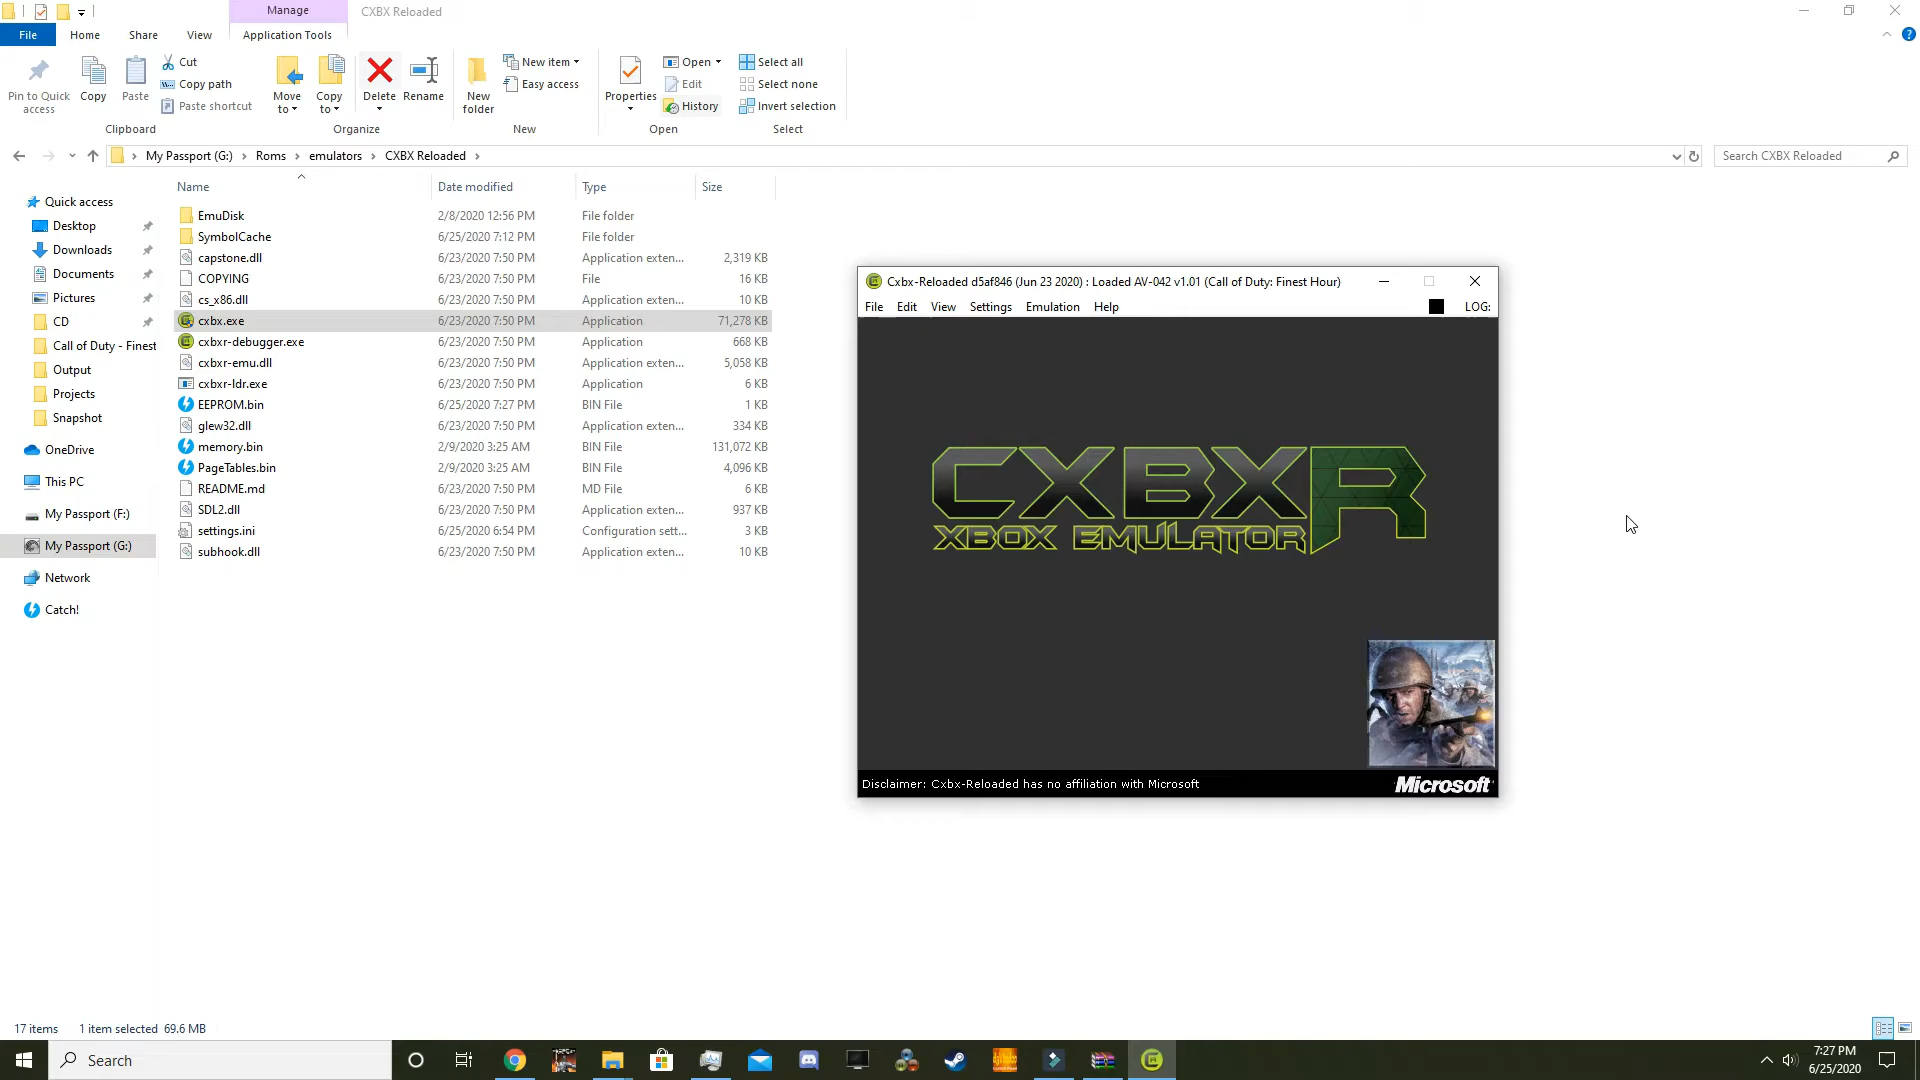 Manage
CXBX Reloaded
File
Home
Share
View
Application Tools
Pin to Quick access
Copy
Paste
Cut
Copy path
Paste shortcut
Clipboard
Move to
Copy to
Delete
Rename
Organize
New folder
New item
Easy access
New
Properties
Open
Edit
History
Open
Select all
Select none
Invert selection
Select
My Passport (G:)
Roms
emulators
CXBX Reloaded
Search CXBX Reloaded
Name Date modified Type Size
Quick access
Desktop
Downloads
Documents
Pictures
CD
Call of Duty - Finest
Output
Projects
Snapshot
OneDrive
This PC
My Passport (F:)
My Passport (G:)
Network
Catch!
EmuDisk 2/8/2020 12:56 PM File folder
SymbolCache 6/25/2020 7:12 PM File folder
capstone.dll 6/23/2020 7:50 PM Application exten... 2,319 KB
COPYING 6/23/2020 7:50 PM File 16 KB
cs_x86.dll 6/23/2020 7:50 PM Application exten... 10 KB
cxbx.exe 6/23/2020 7:50 PM Application 71,278 KB
cxbxr-debugger.exe 6/23/2020 7:50 PM Application 668 KB
cxbxr-emu.dll 6/23/2020 7:50 PM Application exten... 5,058 KB
cxbxr-ldr.exe 6/23/2020 7:50 PM Application 6 KB
EEPROM.bin 6/25/2020 7:27 PM BIN File 1 KB
glew32.dll 6/23/2020 7:50 PM Application exten... 334 KB
memory.bin 2/9/2020 3:25 AM BIN File 131,072 KB
PageTables.bin 2/9/2020 3:25 AM BIN File 4,096 KB
README.md 6/23/2020 7:50 PM MD File 6 KB
SDL2.dll 6/23/2020 7:50 PM Application exten... 937 KB
settings.ini 6/25/2020 6:54 PM Configuration sett... 3 KB
subhook.dll 6/23/2020 7:50 PM Application exten... 10 KB
Cxbx-Reloaded d5af846 (Jun 23 2020) : Loaded AV-042 v1.01 (Call of Duty: Finest Hour)
File Edit View Settings Emulation Help LOG:
CXBXR
XBOX EMULATOR
Disclaimer: Cxbx-Reloaded has no affiliation with Microsoft
Microsoft
17 items 1 item selected 69.6 MB
Search
7:27 PM
6/25/2020